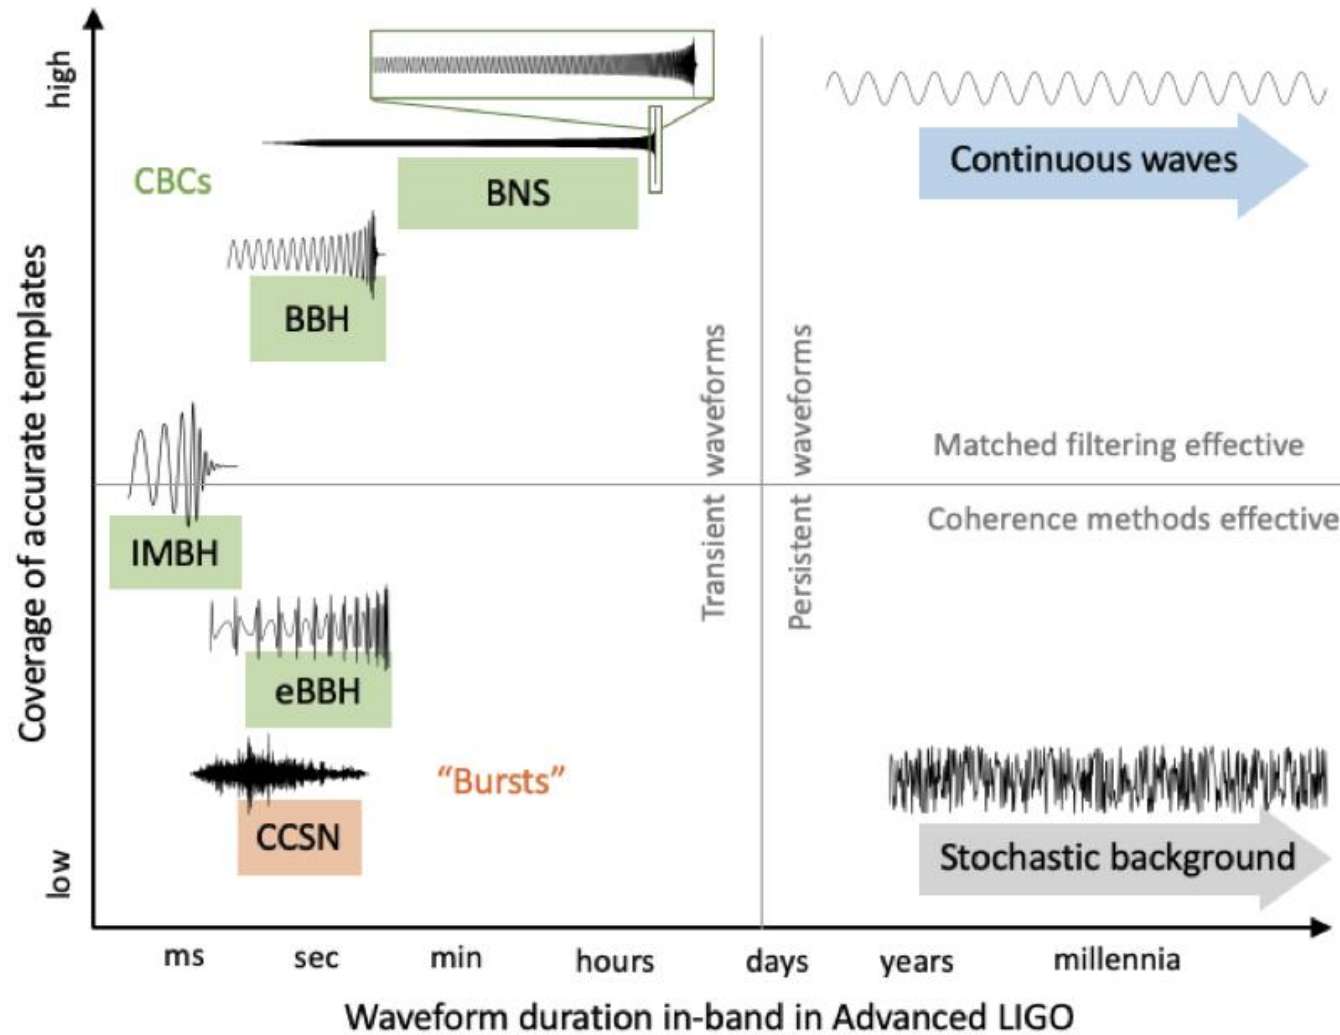 high
CBCs
BNS
Continuous waves
BBH
Coverage of accurate templates
Transient waveforms
Persistent waveforms
Matched filtering effective
Coherence methods effective
IMBH
eBBH
“Bursts”
CCSN
Stochastic background
low
ms sec min hours days years millennia
Waveform duration in-band in Advanced LIGO